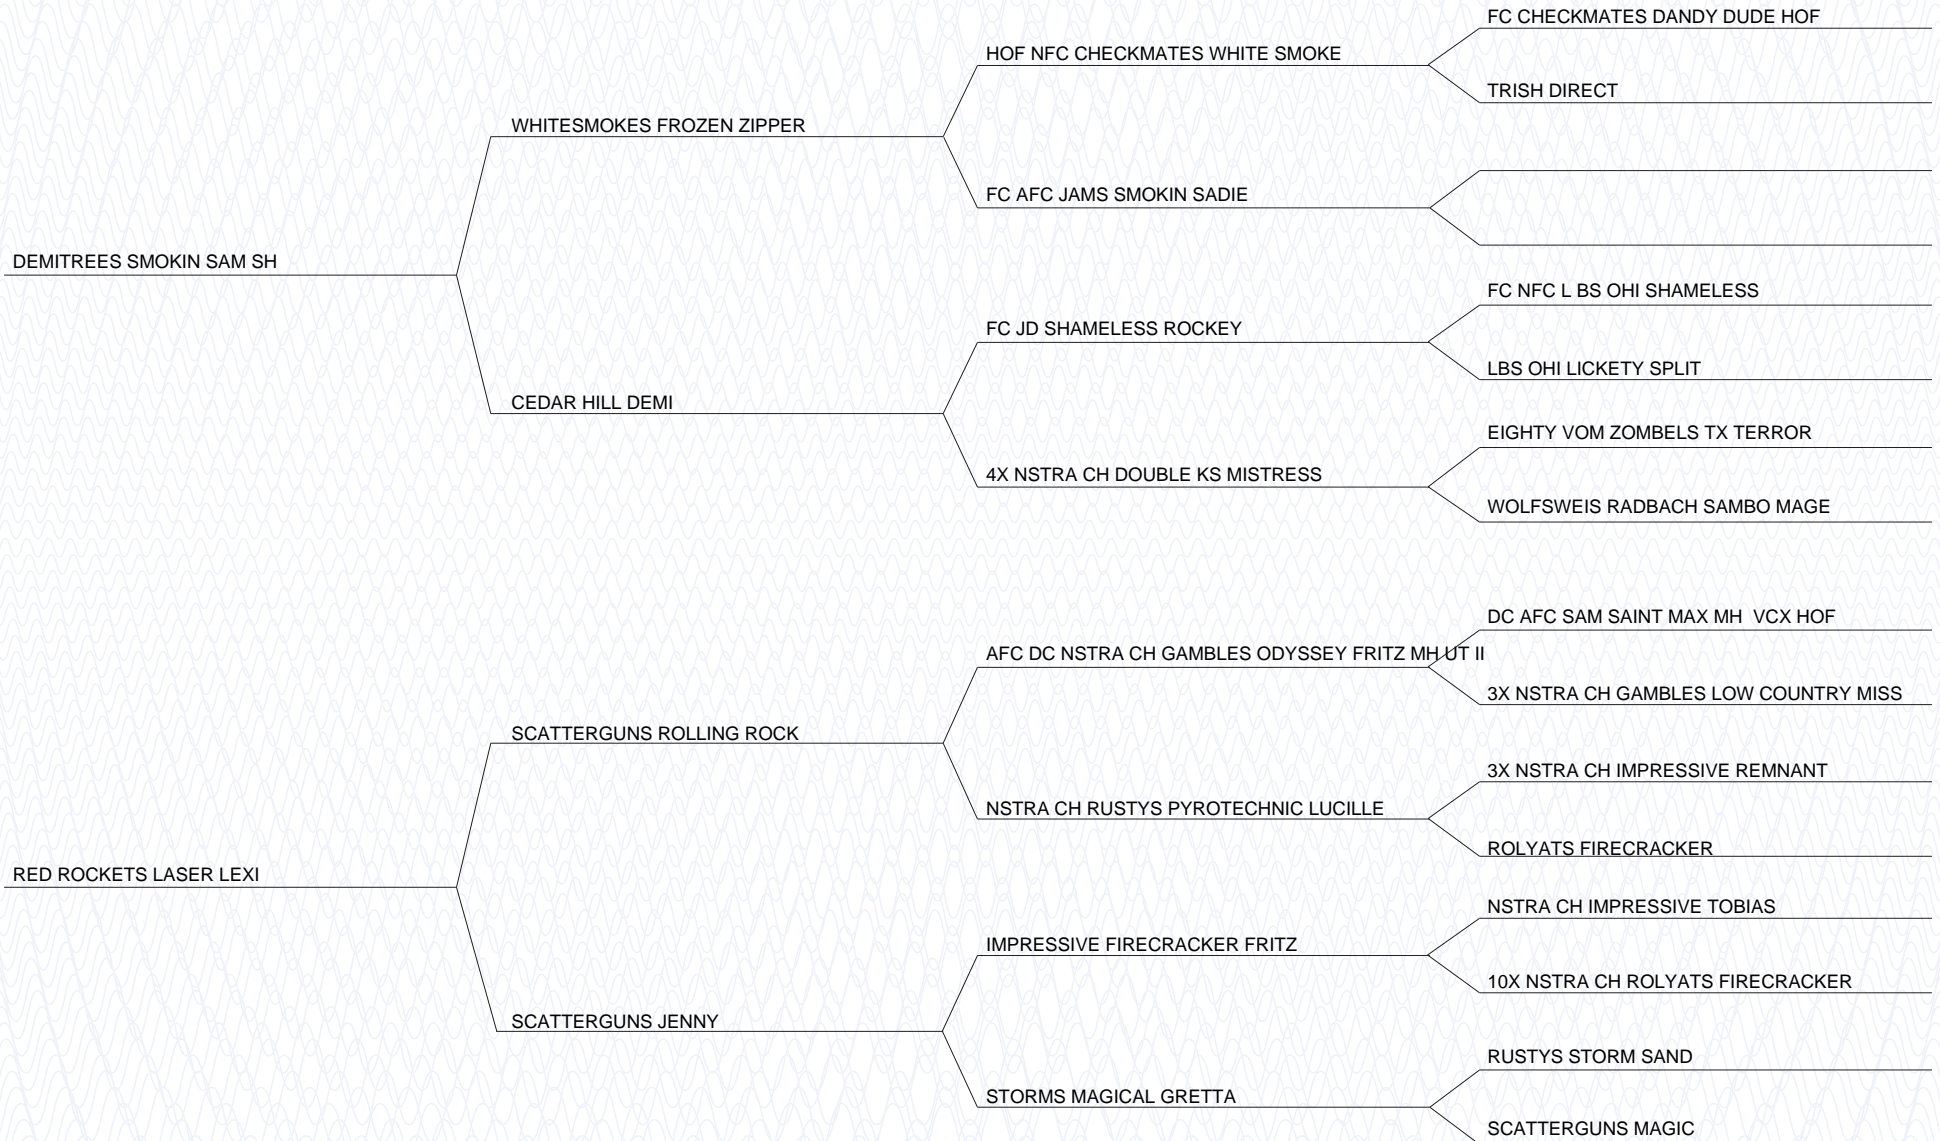 FC CHECKMATES DANDY DUDE HOF
HOF NFC CHECKMATES WHITE SMOKE
TRISH DIRECT
WHITESMOKES FROZEN ZIPPER
FC AFC JAMS SMOKIN SADIE
DEMITREES SMOKIN SAM SH
FC NFC L BS OHI SHAMELESS
FC JD SHAMELESS ROCKEY
LBS OHI LICKETY SPLIT
CEDAR HILL DEMI
EIGHTY VOM ZOMBELS TX TERROR
4X NSTRA CH DOUBLE KS MISTRESS
WOLFSWEIS RADBACH SAMBO MAGE
DC AFC SAM SAINT MAX MH  VCX HOF
AFC DC NSTRA CH GAMBLES ODYSSEY FRITZ MH UT II
3X NSTRA CH GAMBLES LOW COUNTRY MISS
SCATTERGUNS ROLLING ROCK
3X NSTRA CH IMPRESSIVE REMNANT
NSTRA CH RUSTYS PYROTECHNIC LUCILLE
ROLYATS FIRECRACKER
RED ROCKETS LASER LEXI
NSTRA CH IMPRESSIVE TOBIAS
IMPRESSIVE FIRECRACKER FRITZ
10X NSTRA CH ROLYATS FIRECRACKER
SCATTERGUNS JENNY
RUSTYS STORM SAND
STORMS MAGICAL GRETTA
SCATTERGUNS MAGIC